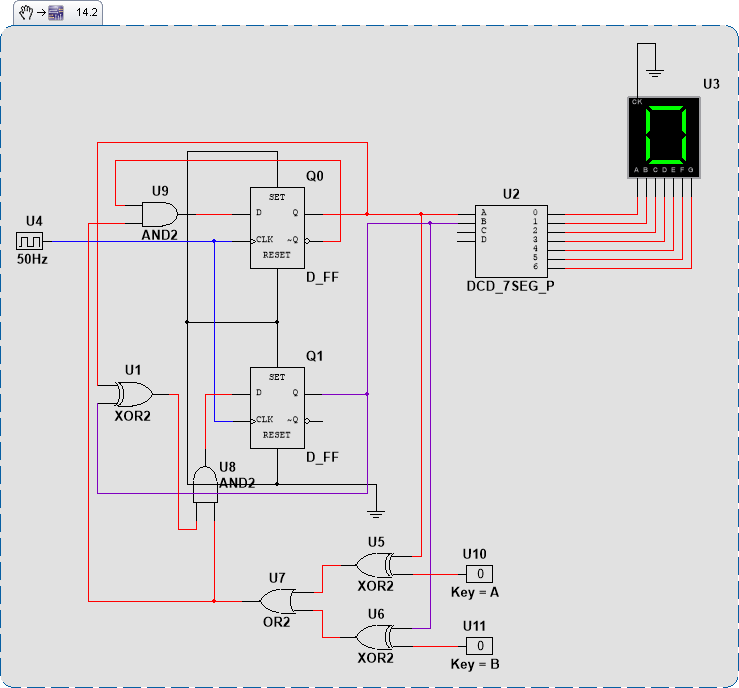 14.2
U3
CK
A B C D E F G
U2
A 0
B 1
C 2
D 3
4
5
6
DCD_7SEG_P
Q0
SET
D Q
CLK ~Q
RESET
D_FF
U9
AND2
U4
50Hz
Q1
SET
D Q
CLK ~Q
RESET
D_FF
U1
XOR2
U8
AND2
U5
XOR2
U10
0
Key = A
U7
OR2
U6
XOR2
U11
0
Key = B